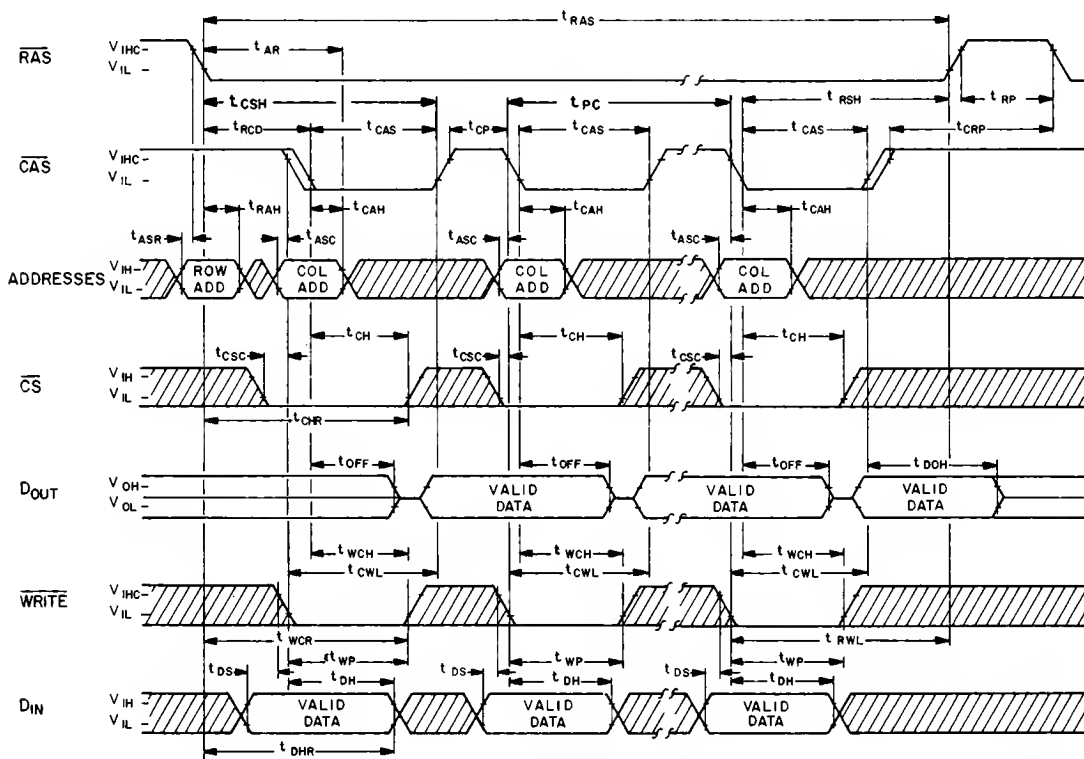 tRAS
RAS
VIHC
VIL
tAR
tCSH
tPC
tRSH
tRP
tRCD
tCAS
tCP
tCAS
tCAS
tCRP
CAS
VIHC
VIL
tRAH
tCAH
tCAH
tCAH
tASR
tASC
tASC
tASC
ADDRESSES
VIH
VIL
ROW ADD
COL ADD
COL ADD
COL ADD
tCH
tCH
tCH
tCSC
tCSC
tCSC
CS
VIH
VIL
tCHR
tOFF
tOFF
tOFF
tDOH
DOUT
VOH
VOL
VALID DATA
VALID DATA
VALID DATA
tWCH
tWCH
tWCH
tCWL
tCWL
tCWL
WRITE
VIHC
VIL
tWCR
tRWL
tWP
tWP
tWP
tDS
tDS
tDS
tDH
tDH
tDH
DIN
VIH
VIL
VALID DATA
VALID DATA
VALID DATA
tDHR